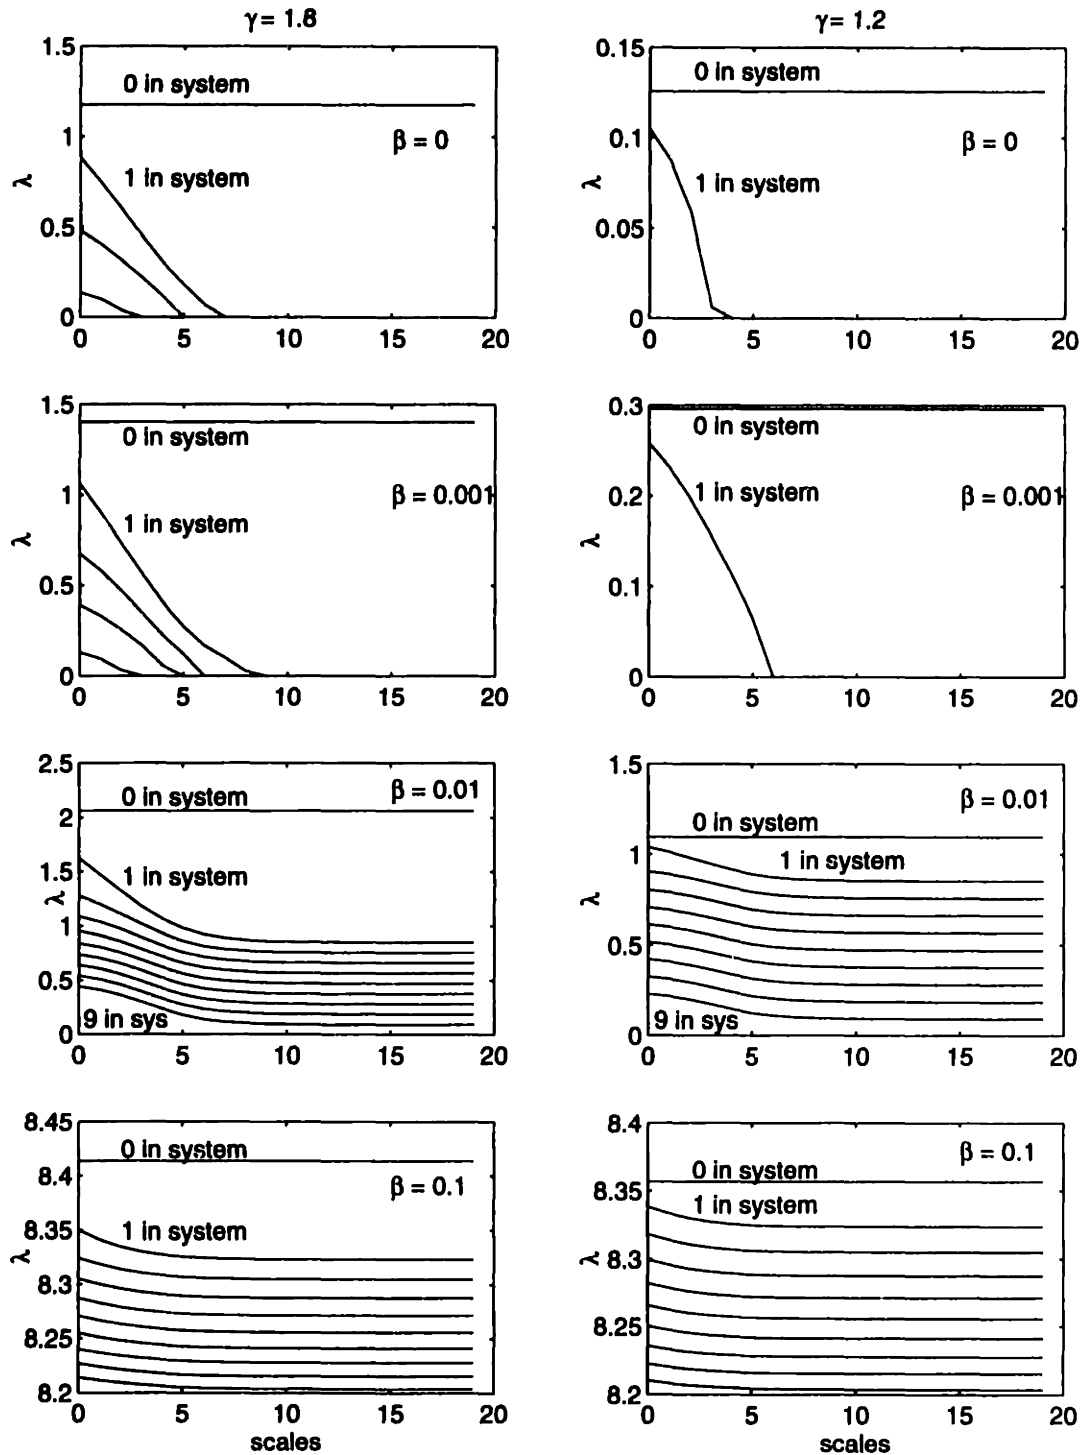 γ = 1.8
1.5
1
0.5
0
λ
0 in system
β = 0
1 in system
0 5 10 15 20
γ = 1.2
0.15
0.1
0.05
0
λ
0 in system
β = 0
1 in system
0 5 10 15 20
1.5
1
0.5
0
λ
0 in system
β = 0.001
1 in system
0 5 10 15 20
0.3
0.2
0.1
0
λ
0 in system
1 in system
β = 0.001
0 5 10 15 20
2.5
2
1.5
1
0.5
0
λ
0 in system
β = 0.01
1 in system
9 in sys
0 5 10 15 20
1.5
1
0.5
0
λ
β = 0.01
0 in system
1 in system
9 in sys
0 5 10 15 20
8.45
8.4
8.35
8.3
8.25
8.2
λ
0 in system
β = 0.1
1 in system
0 5 10 15 20
scales
8.4
8.35
8.3
8.25
8.2
λ
β = 0.1
0 in system
1 in system
0 5 10 15 20
scales